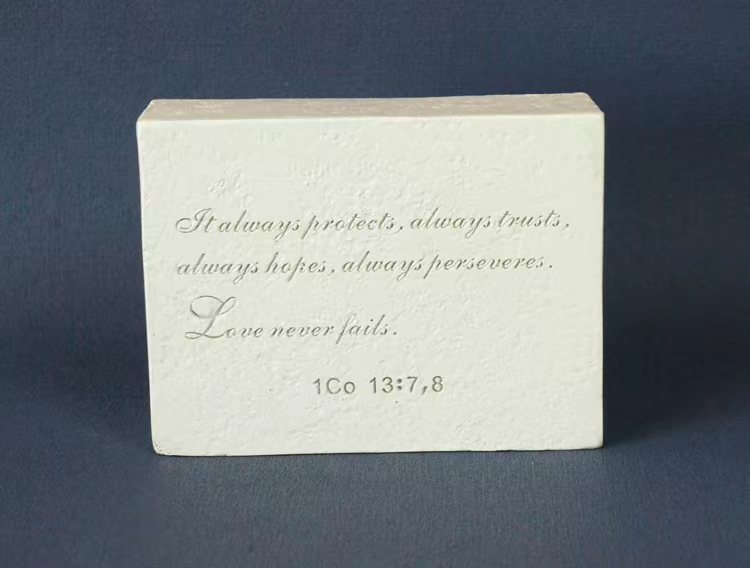 It always protects, always trusts,
always hopes, always perseveres.
Love never fails.
1Co 13:7,8